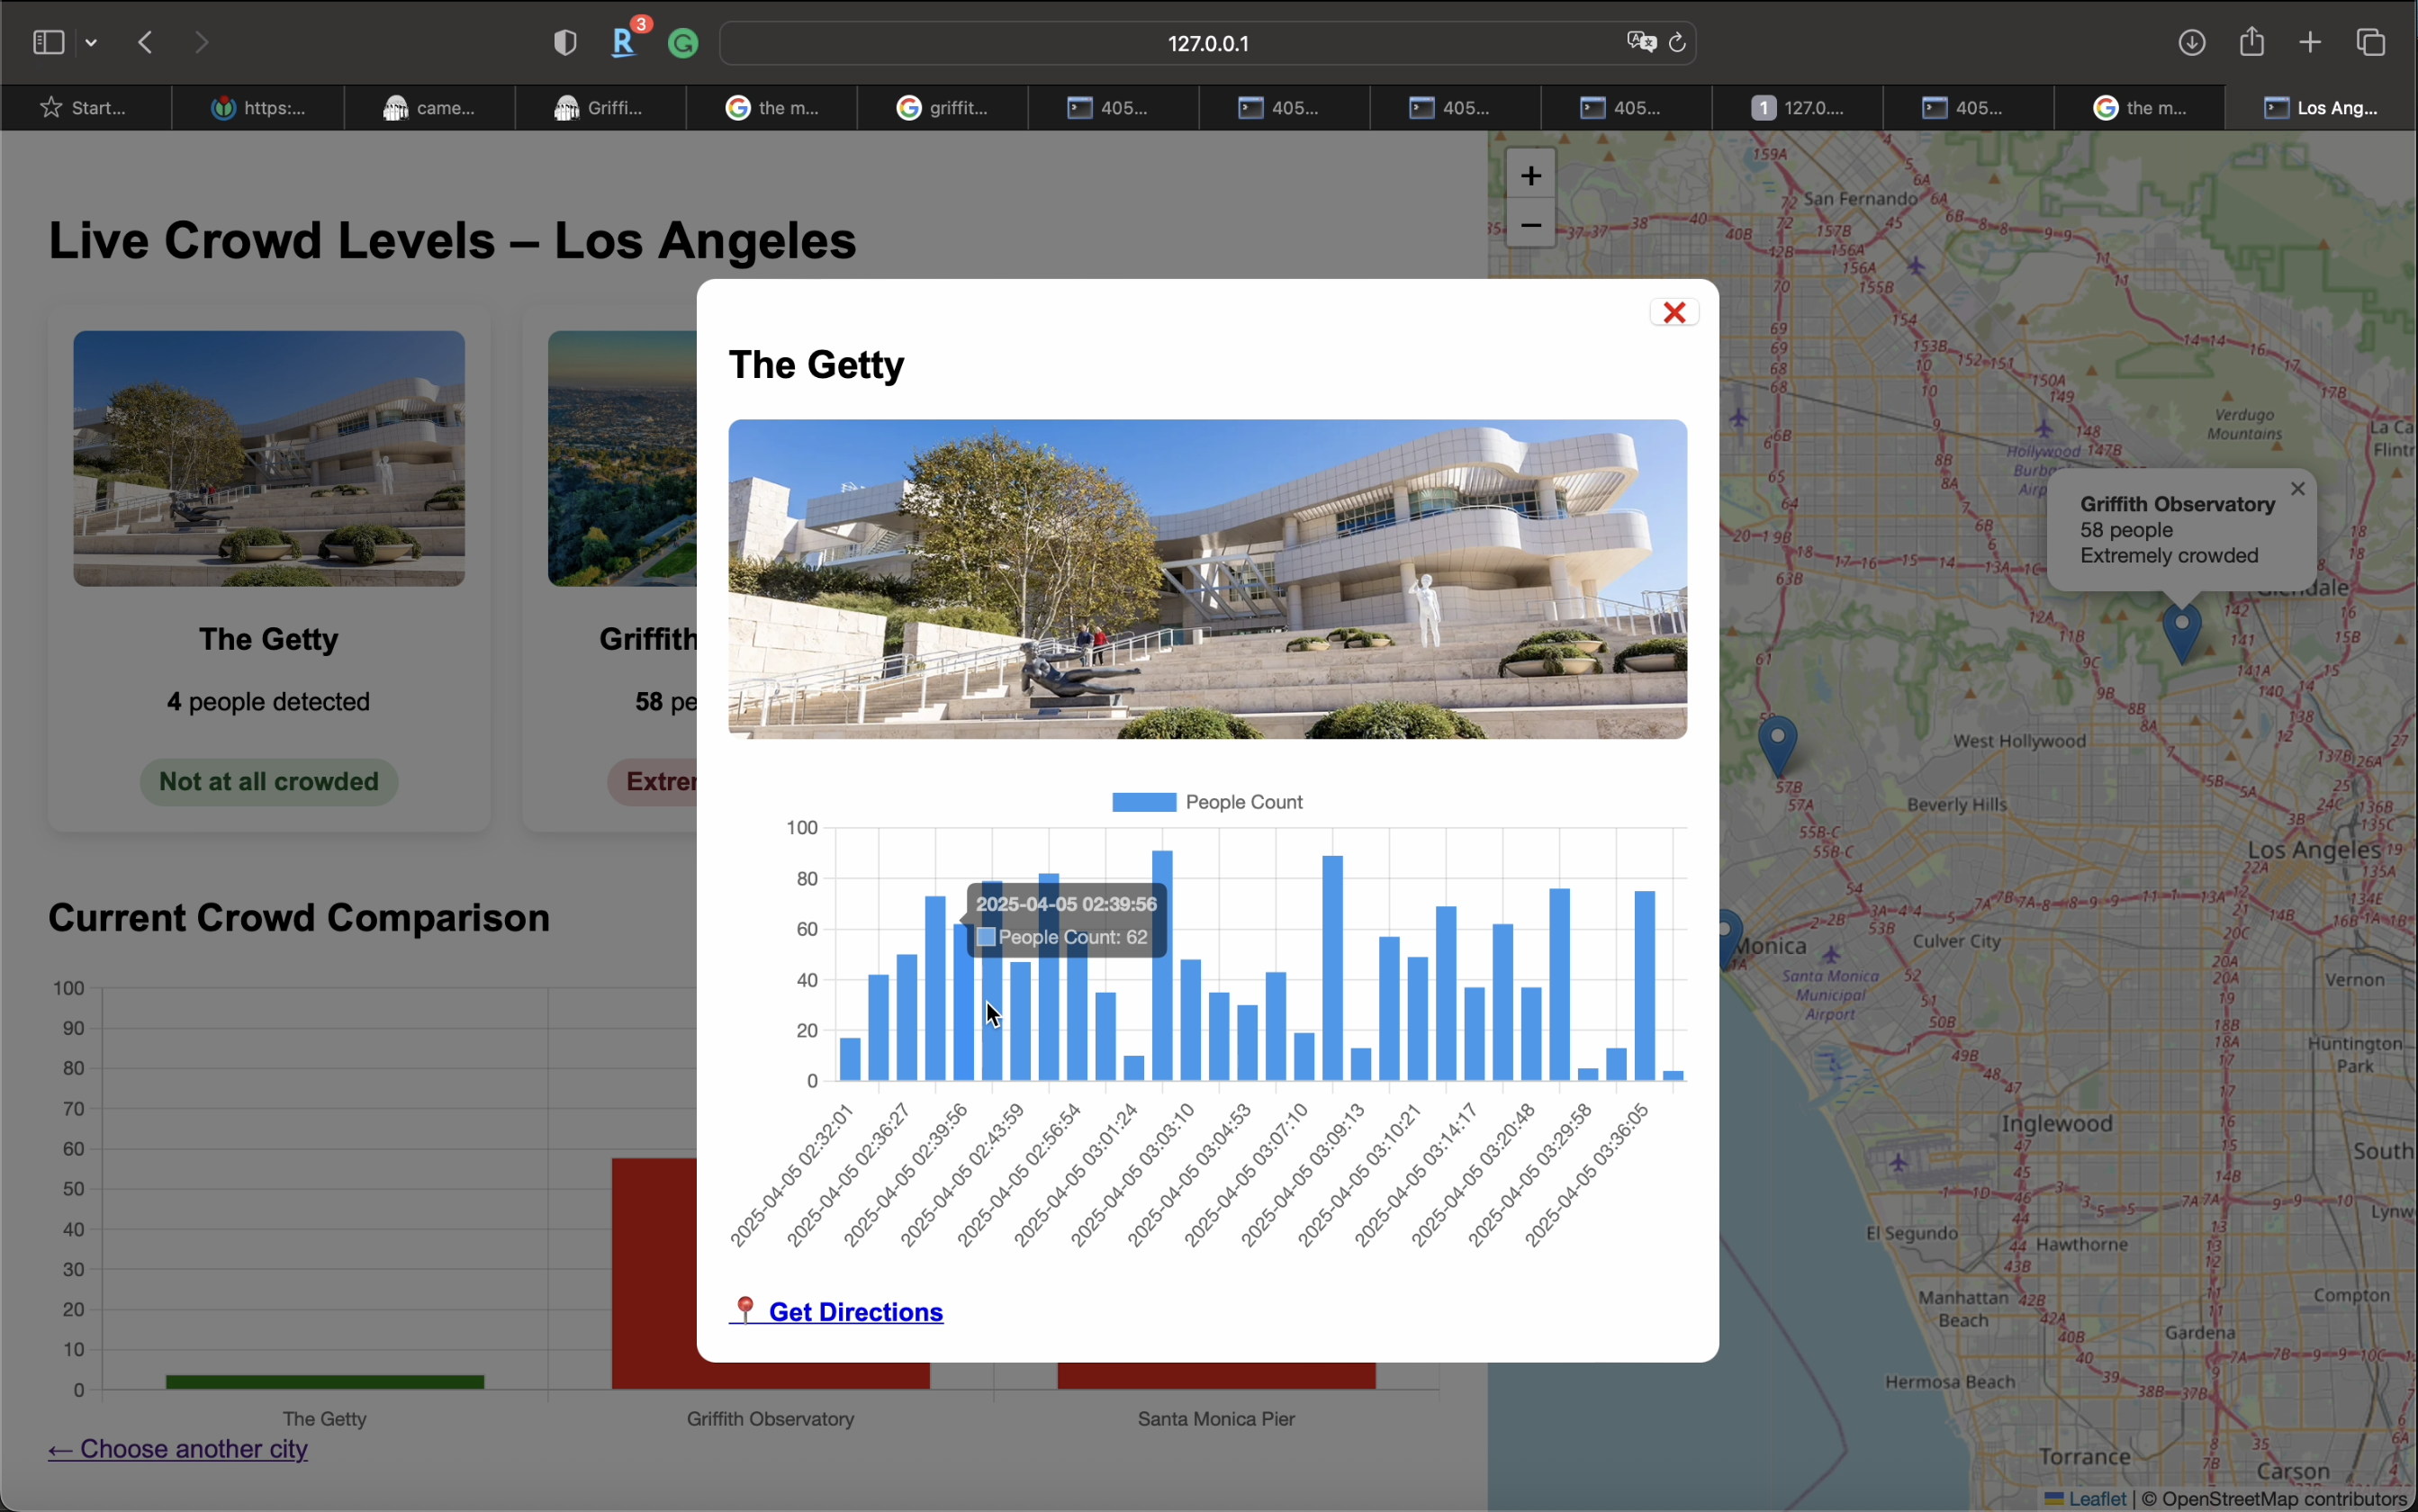 3
127.0.0.1
Start...
https:...
came...
Griffi...
the m...
griffit...
405...
405...
405...
405...
1 127.0....
405...
the m...
Los Ang...
Live Crowd Levels – Los Angeles
The Getty
4 people detected
Not at all crowded
Griffith
58 pe
Extrer
Current Crowd Comparison
100
90
80
70
60
50
40
30
20
10
0
The Getty
Griffith Observatory
Santa Monica Pier
← Choose another city
The Getty
People Count
100
80
60
40
20
0
2025-04-05 02:39:56
People Count: 62
2025-04-05 02:32:01
2025-04-05 02:36:27
2025-04-05 02:39:56
2025-04-05 02:43:59
2025-04-05 02:56:54
2025-04-05 03:01:24
2025-04-05 03:03:10
2025-04-05 03:04:53
2025-04-05 03:07:10
2025-04-05 03:09:13
2025-04-05 03:10:21
2025-04-05 03:14:17
2025-04-05 03:20:48
2025-04-05 03:29:58
2025-04-05 03:36:05
Get Directions
+
−
San Fernando
Verdugo
Mountains
La Ca
Flintr
Hollywood
Burba
Airp
Griffith Observatory
58 people
Extremely crowded
West Hollywood
Beverly Hills
Los Angeles
Monica
Culver City
Santa Monica
Municipal
Airport
Vernon
Huntington
Park
Inglewood
South
El Segundo
Hawthorne
Lynw
Manhattan
Beach
Compton
Gardena
Hermosa Beach
Torrance
Carson
Leaflet | © OpenStreetMap contributors